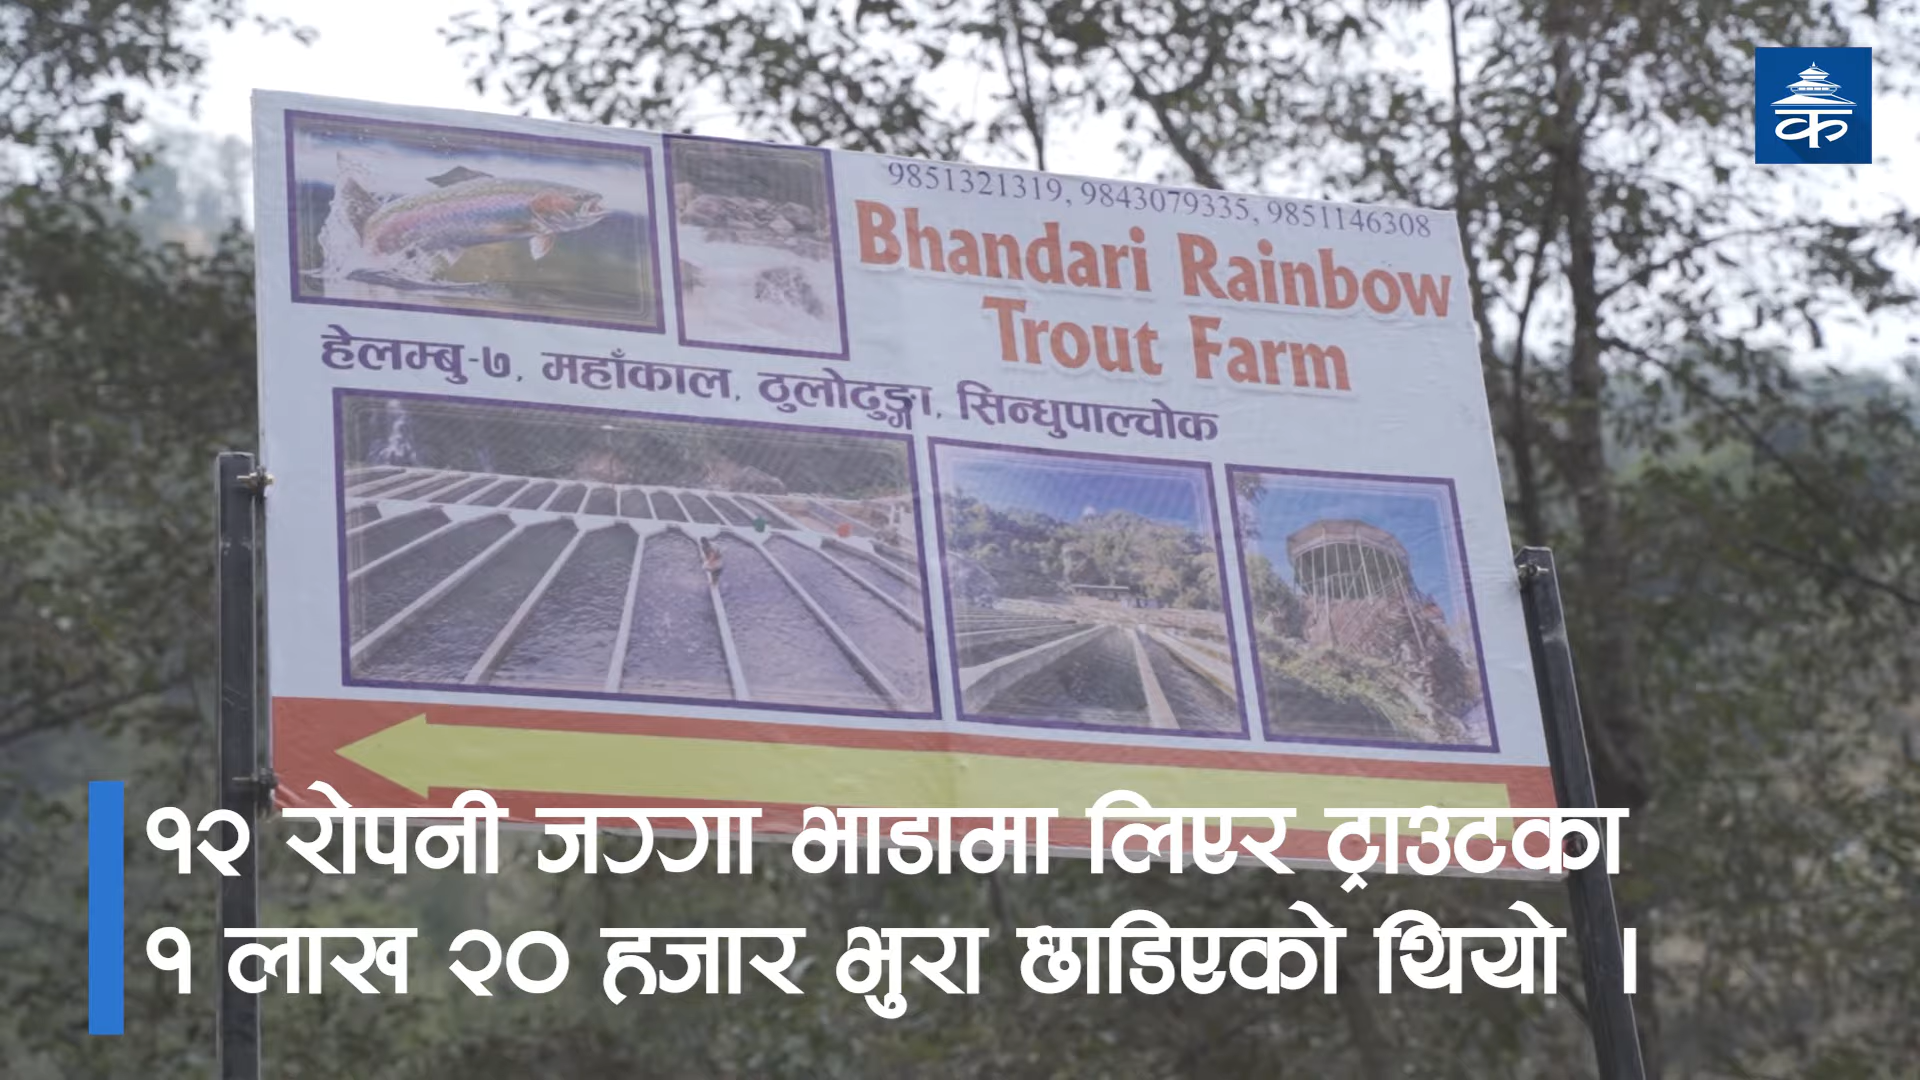 क
9851321319, 9843079335, 9851146308
Bhandari Rainbow
Trout Farm
हेलम्बु-७, महाँकाल, ठुलोढुङ्गा, सिन्धुपाल्चोक
१२ रोपनी जग्गा भाडामा लिएर ट्राउटका
१ लाख २० हजार भुरा छाडिएको थियो ।